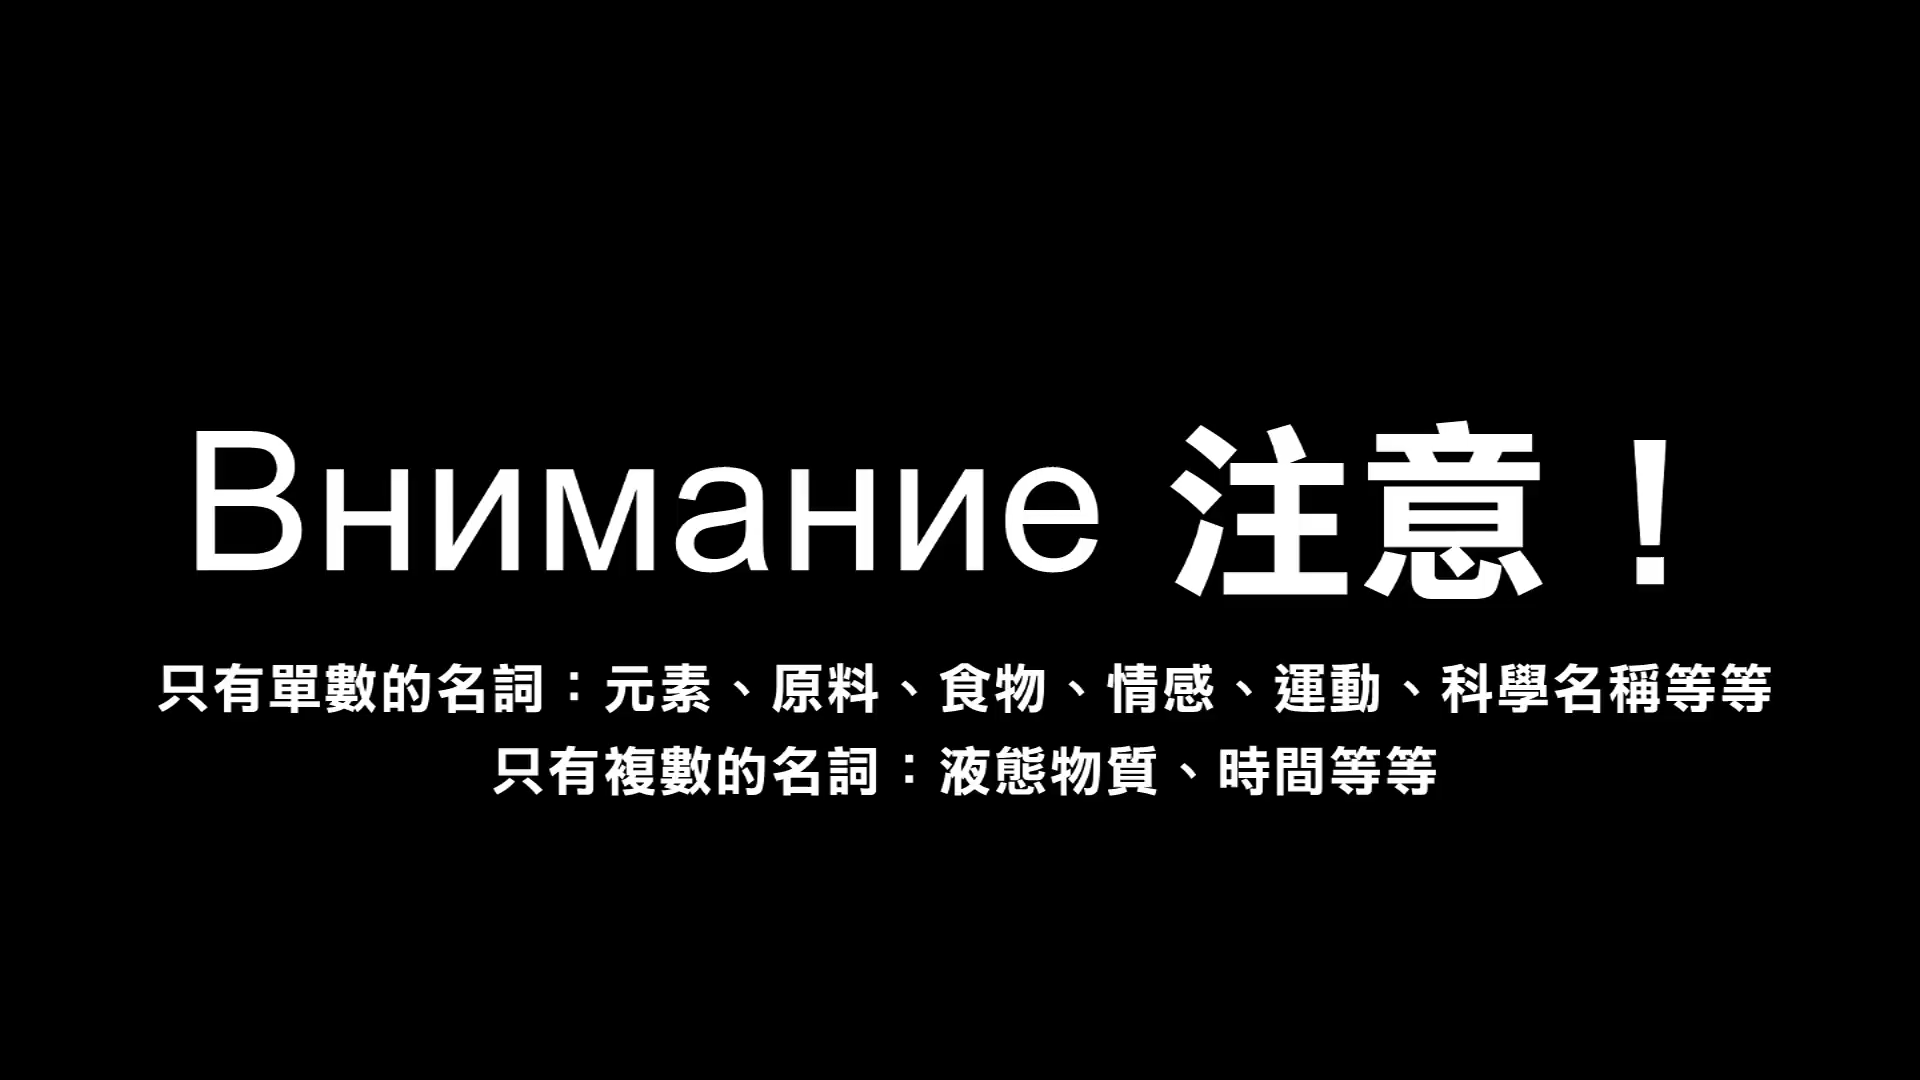 Внимание 注意！
只有單數的名詞：元素、原料、食物、情感、運動、科學名稱等等
只有複數的名詞：液態物質、時間等等